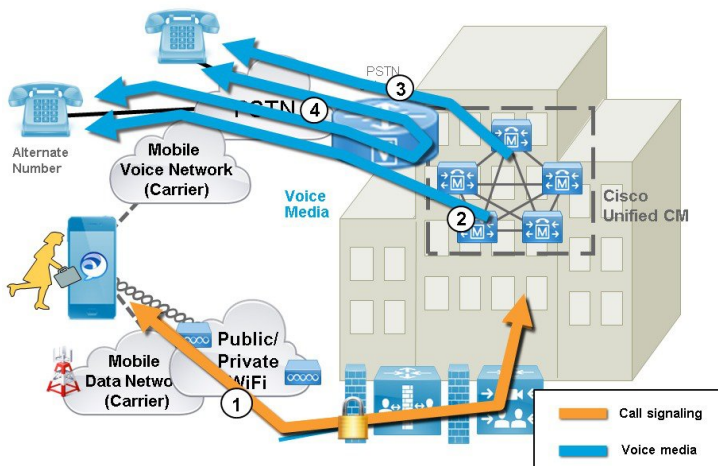 PSTN
3
PSTN
4
Alternate
Number
Mobile
Voice Network
(Carrier)
V
Voice
Media
M
M
M
M
M
2
Cisco
Unified CM
Public/
Private
WiFi
Mobile
Data Netwo
(Carrier)
1
Call signaling
Voice media